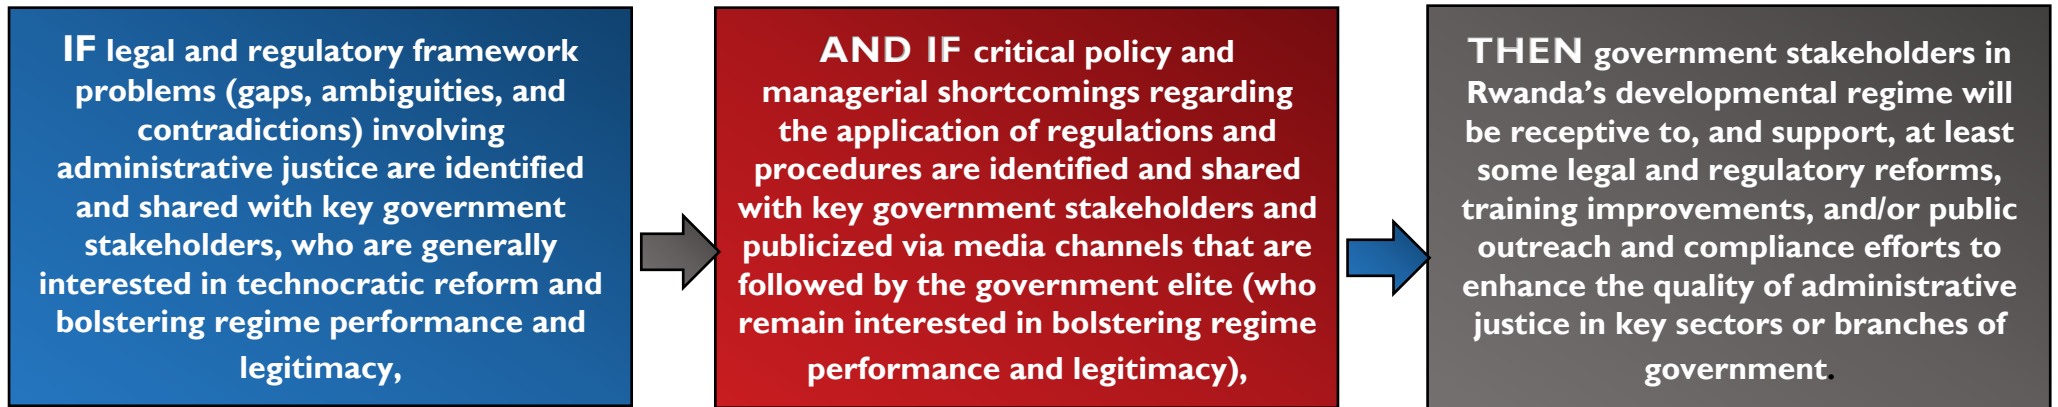 IF legal and regulatory framework
problems (gaps, ambiguities, and
contradictions) involving
administrative justice are identified
and shared with key government
stakeholders, who are generally
interested in technocratic reform and
bolstering regime performance and
legitimacy,
AND IF critical policy and
managerial shortcomings regarding
the application of regulations and
procedures are identified and shared
with key government stakeholders and
publicized via media channels that are
followed by the government elite (who
remain interested in bolstering regime
performance and legitimacy),
THEN government stakeholders in
Rwanda’s developmental regime will
be receptive to, and support, at least
some legal and regulatory reforms,
training improvements, and/or public
outreach and compliance efforts to
enhance the quality of administrative
justice in key sectors or branches of
government.